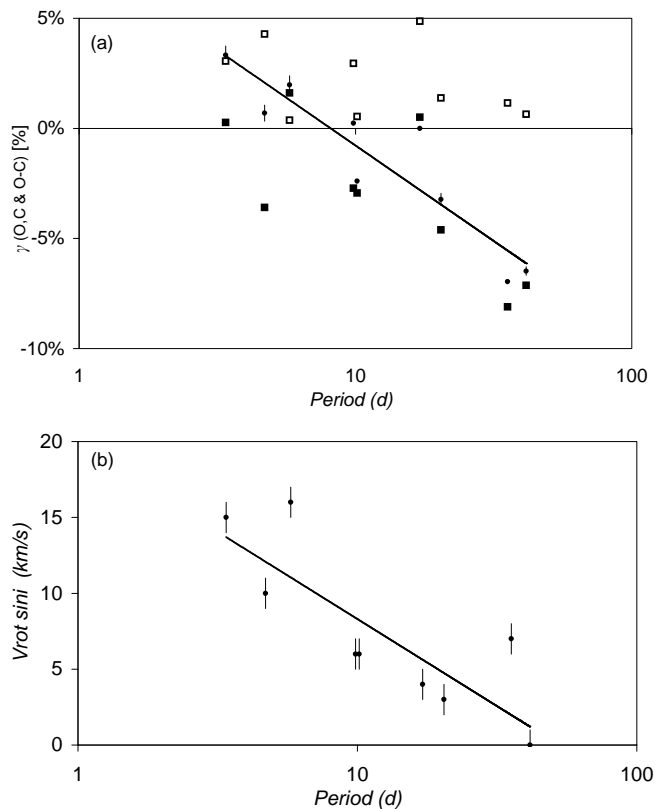 (a)
5%
0%
-5%
-10%
γ (O,C & O-C) [%]
1
10
100
Period (d)
(b)
20
15
10
5
0
Vrot sini (km/s)
1
10
100
Period (d)